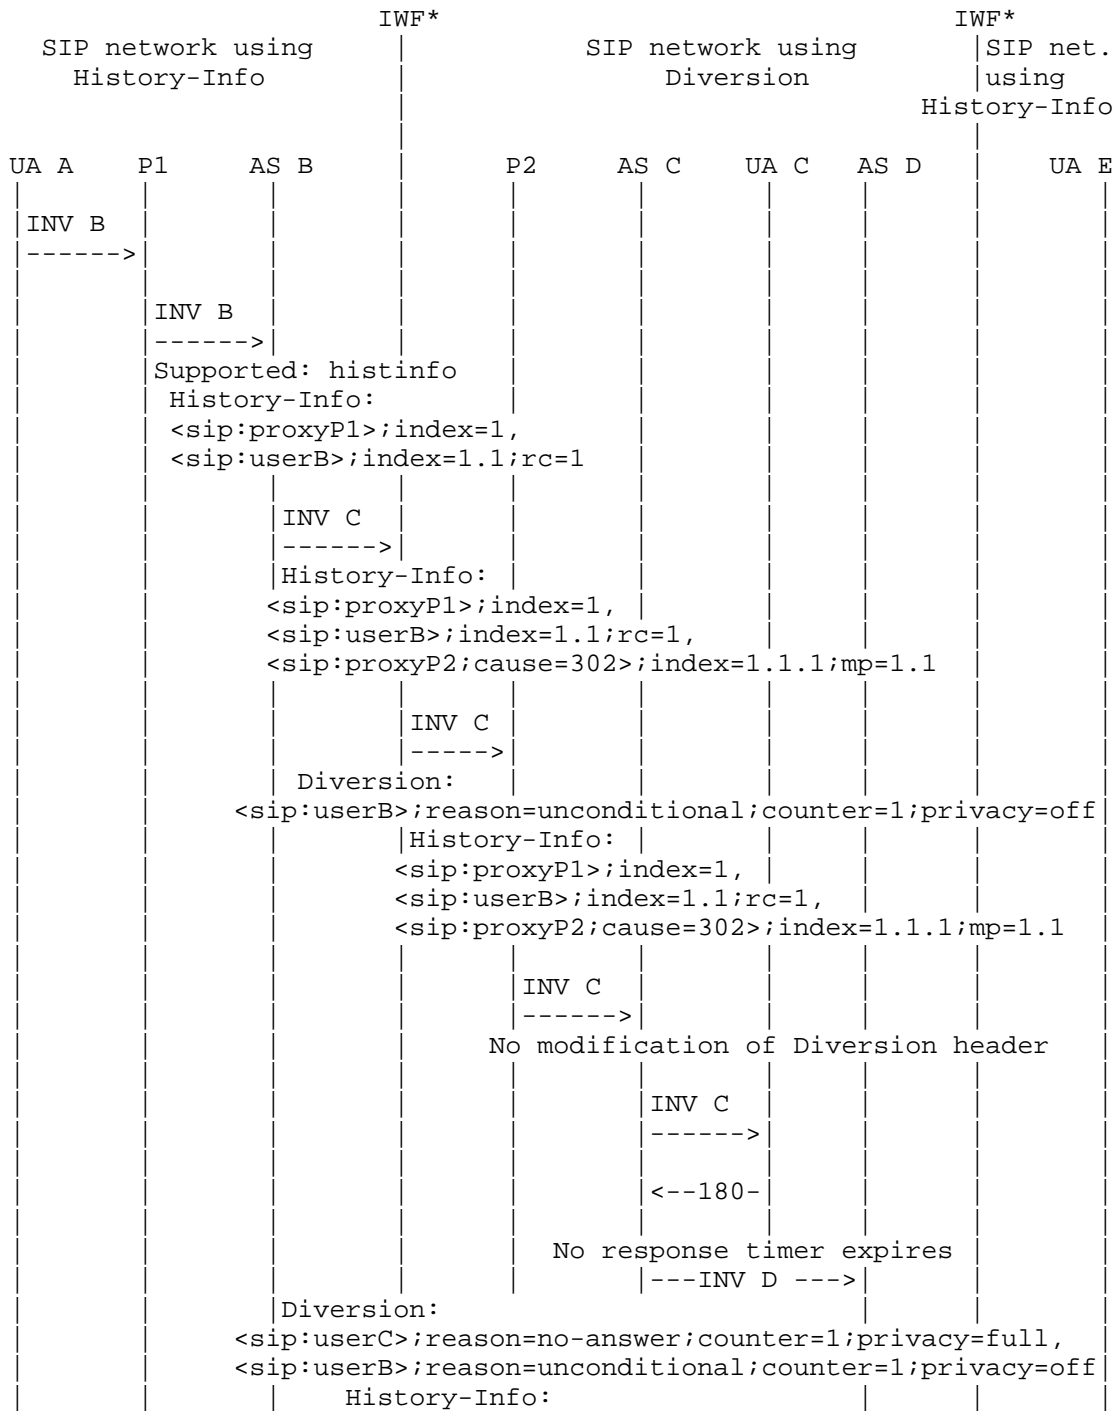 IWF*                                IWF*
  SIP network using          |          SIP network using        |SIP net.
    History-Info             |               Diversion           |using
                             |                                 History-Info
                             |                                   |
UA A    P1      AS B         |      P2     AS C    UA C   AS D   |    UA E
|       |       |       |      |       |       |     |      |       |
|INV B  |       |       |      |       |       |     |      |       |
|------>|       |       |      |       |       |     |      |       |
|       |       |       |      |       |       |     |      |       |
|       |INV B  |       |      |       |       |     |      |       |
|       |------>|       |      |       |       |     |      |       |
|       |Supported: histinfo   |       |       |     |      |       |
|       | History-Info:        |       |       |     |      |       |
|       | <sip:proxyP1>;index=1,       |       |     |      |       |
|       | <sip:userB>;index=1.1;rc=1   |       |     |      |       |
|       |       |       |      |       |       |     |      |       |
|       |       |INV C  |      |       |       |     |      |       |
|       |       |------>|      |       |       |     |      |       |
|       |       |History-Info: |       |       |     |      |       |
|       |       <sip:proxyP1>;index=1, |       |     |      |       |
|       |       <sip:userB>;index=1.1;rc=1,    |     |      |       |
|       |       <sip:proxyP2;cause=302>;index=1.1.1;mp=1.1  |       |
|       |       |       |      |       |       |     |      |       |
|       |       |       |INV C |       |       |     |      |       |
|       |       |       |----->|       |       |     |      |       |
|       |       | Diversion:   |       |       |     |      |       |
|       |     <sip:userB>;reason=unconditional;counter=1;privacy=off|
|       |       |       |History-Info: |       |     |      |       |
|       |       |       <sip:proxyP1>;index=1, |     |      |       |
|       |       |       <sip:userB>;index=1.1;rc=1,  |      |       |
|       |       |       <sip:proxyP2;cause=302>;index=1.1.1;mp=1.1  |
|       |       |       |      |       |       |     |      |       |
|       |       |       |      |INV C  |       |     |      |       |
|       |       |       |      |------>|       |     |      |       |
|       |       |       |     No modification of Diversion header   |
|       |       |       |      |       |       |     |      |       |
|       |       |       |      |       |INV C  |     |      |       |
|       |       |       |      |       |------>|     |      |       |
|       |       |       |      |       |       |     |      |       |
|       |       |       |      |       |<--180-|     |      |       |
|       |       |       |      |       |       |     |      |       |
|       |       |       |      |  No response timer expires |       |
|       |       |       |      |       |---INV D --->|      |       |
|       |       |Diversion:                          |      |       |
|       |     <sip:userC>;reason=no-answer;counter=1;privacy=full,  |
|       |     <sip:userB>;reason=unconditional;counter=1;privacy=off|
|       |       |    History-Info:                   |      |       |